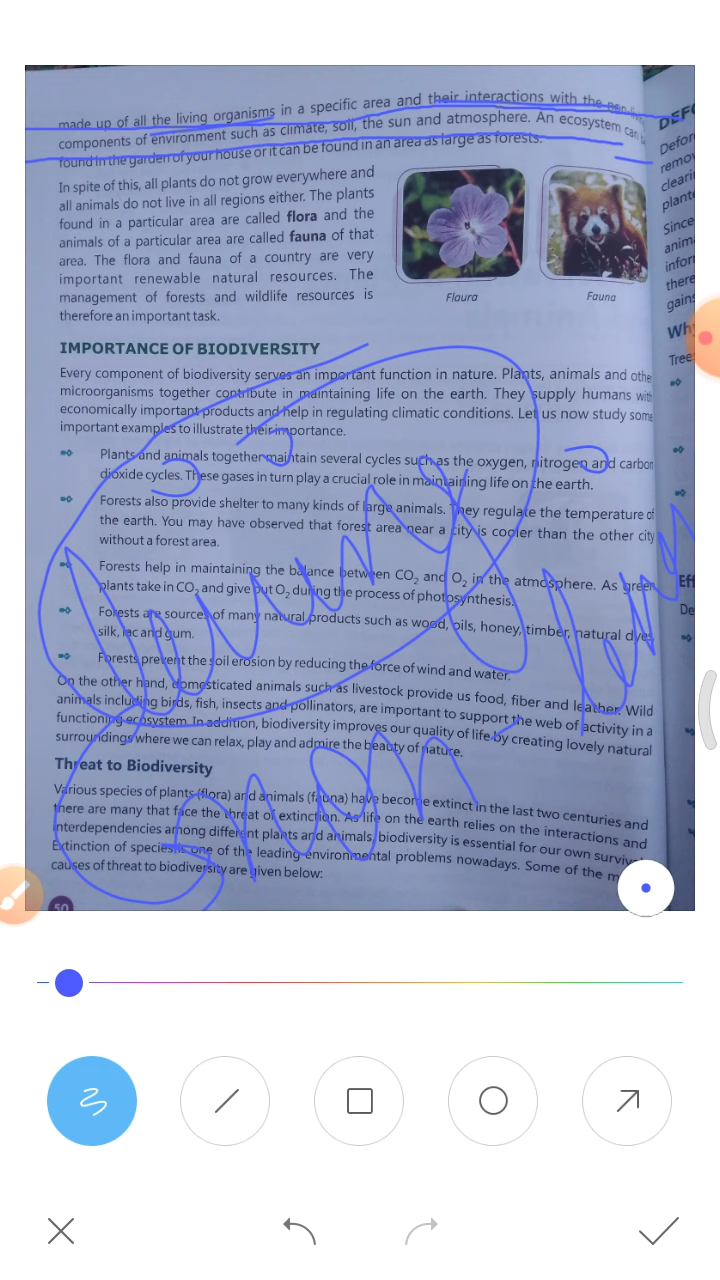 made up of all the living organisms in a specific area and their interactions with the non-living
components of environment such as climate, soil, the sun and atmosphere. An ecosystem can
found in the garden of your house or it can be found in an area as large as forests.
In spite of this, all plants do not grow everywhere and
all animals do not live in all regions either. The plants
found in a particular area are called flora and the
animals of a particular area are called fauna of that
area. The flora and fauna of a country are very
important renewable natural resources. The
management of forests and wildlife resources is
therefore an important task.
Flaura
Fauna
IMPORTANCE OF BIODIVERSITY
Every component of biodiversity serves an important function in nature. Plants, animals and othe
microorganisms together contribute in maintaining life on the earth. They supply humans with
economically important products and help in regulating climatic conditions. Let us now study some
important examples to illustrate their importance.
Plants and animals together maintain several cycles such as the oxygen, nitrogen and carbon
dioxide cycles. These gases in turn play a crucial role in maintaining life on the earth.
Forests also provide shelter to many kinds of large animals. They regulate the temperature of
the earth. You may have observed that forest area near a city is cooler than the other city
without a forest area.
Forests help in maintaining the balance between CO₂ and O₂ in the atmosphere. As green
plants take in CO₂ and give out O₂ during the process of photosynthesis.
Forests are sources of many natural products such as wood, oils, honey, timber, natural dyes
silk, lac and gum.
Forests prevent the soil erosion by reducing the force of wind and water.
On the other hand, domesticated animals such as livestock provide us food, fiber and leather. Wild
animals including birds, fish, insects and pollinators, are important to support the web of activity in a
functioning ecosystem. In addition, biodiversity improves our quality of life by creating lovely natural
surroundings where we can relax, play and admire the beauty of nature.
Threat to Biodiversity
Various species of plants (flora) and animals (fauna) have become extinct in the last two centuries and
there are many that face the threat of extinction. As life on the earth relies on the interactions and
interdependencies among different plants and animals, biodiversity is essential for our own surviv
Extinction of species is one of the leading environmental problems nowadays. Some of the m
causes of threat to biodiversity are given below:
50
DEFO
Defor
remov
cleari
plante
Since
anim
infor
there
gains
Why
Tree
Eff
De